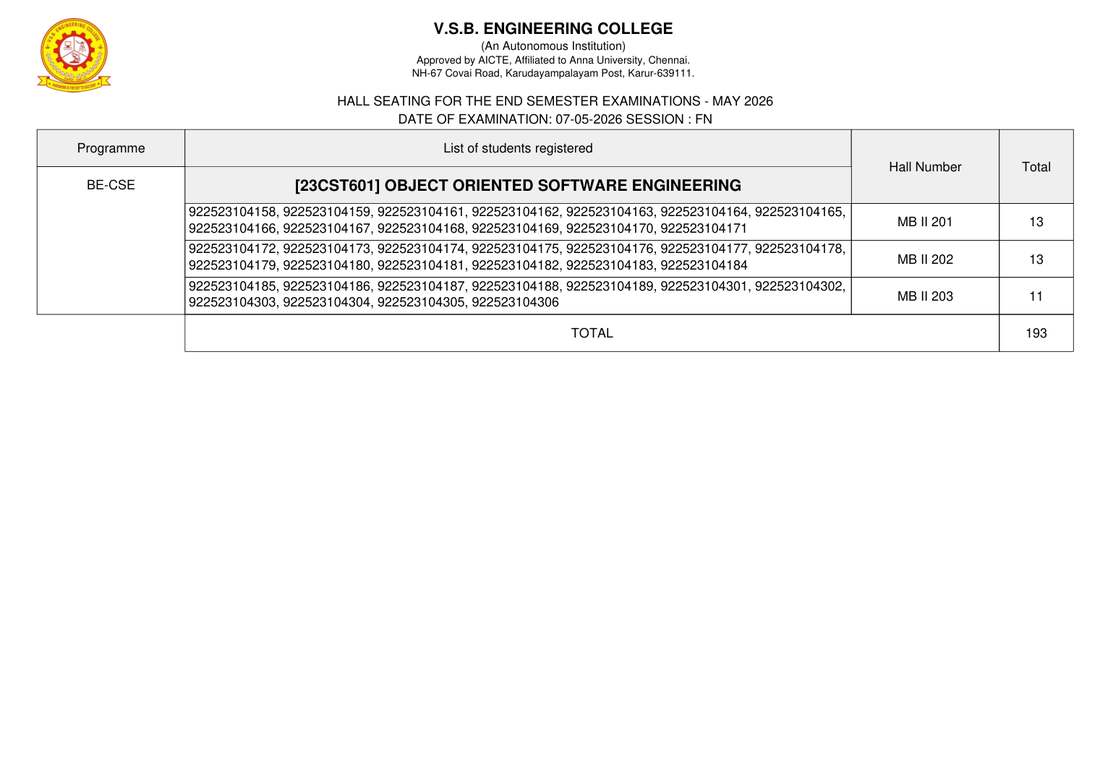 V.S.B. ENGINEERING COLLEGE
(An Autonomous Institution)
Approved by AICTE, Affiliated to Anna University, Chennai.
NH-67 Covai Road, Karudayampalayam Post, Karur-639111.
HALL SEATING FOR THE END SEMESTER EXAMINATIONS - MAY 2026
DATE OF EXAMINATION: 07-05-2026 SESSION : FN
Programme
List of students registered
Hall Number
Total
BE-CSE
[23CST601] OBJECT ORIENTED SOFTWARE ENGINEERING
922523104158, 922523104159, 922523104161, 922523104162, 922523104163, 922523104164, 922523104165,
922523104166, 922523104167, 922523104168, 922523104169, 922523104170, 922523104171
MB II 201
13
922523104172, 922523104173, 922523104174, 922523104175, 922523104176, 922523104177, 922523104178,
922523104179, 922523104180, 922523104181, 922523104182, 922523104183, 922523104184
MB II 202
13
922523104185, 922523104186, 922523104187, 922523104188, 922523104189, 922523104301, 922523104302,
922523104303, 922523104304, 922523104305, 922523104306
MB II 203
11
TOTAL
193